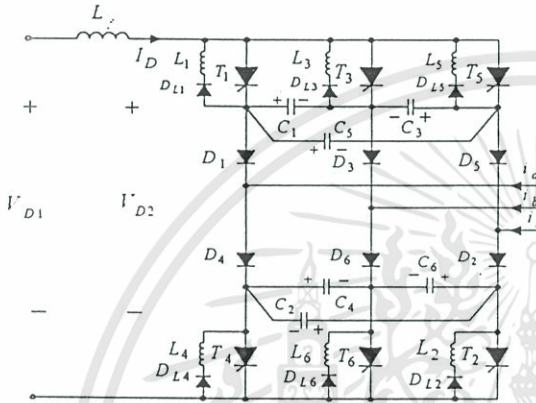 L
I_D L_1 T_1 L_3 T_3 L_5 T_5
D_L1 D_L3 D_L5
+ + + − − +
C_1 C_5 C_3
+ −
D_1 D_3 D_5
V_D1 V_D2
D_4 D_6 D_2
+ − C_6 − +
C_2 C_4
− +
− −
L_4 T_4 L_6 T_6 L_2 T_2
D_L4 D_L6 D_L2